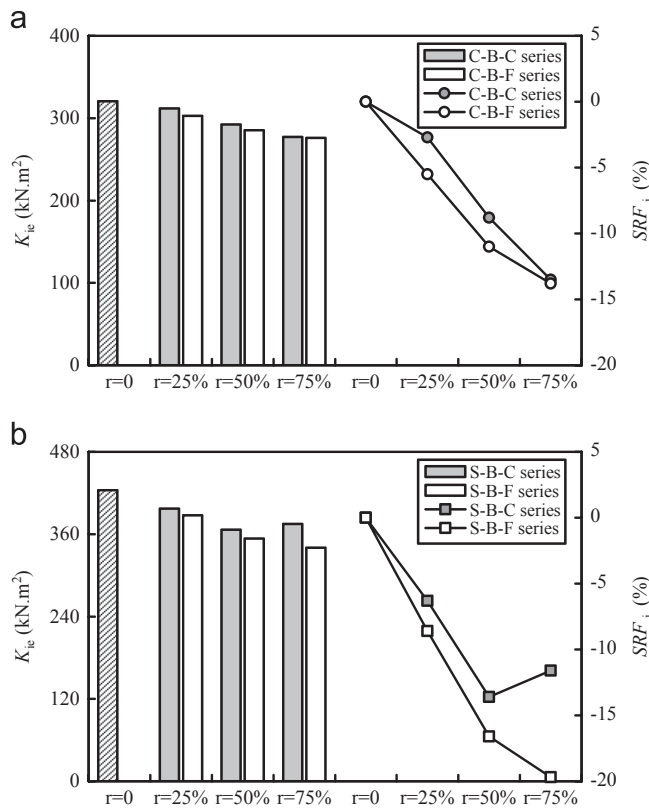 a
400
300
200
100
0
K_ie (kN.m²)
5
0
-5
-10
-15
-20
SRF_i (%)
C-B-C series
C-B-F series
C-B-C series
C-B-F series
r=0 r=25% r=50% r=75% r=0 r=25% r=50% r=75%
b
480
360
240
120
0
K_ie (kN.m²)
5
0
-5
-10
-15
-20
SRF_i (%)
S-B-C series
S-B-F series
S-B-C series
S-B-F series
r=0 r=25% r=50% r=75% r=0 r=25% r=50% r=75%